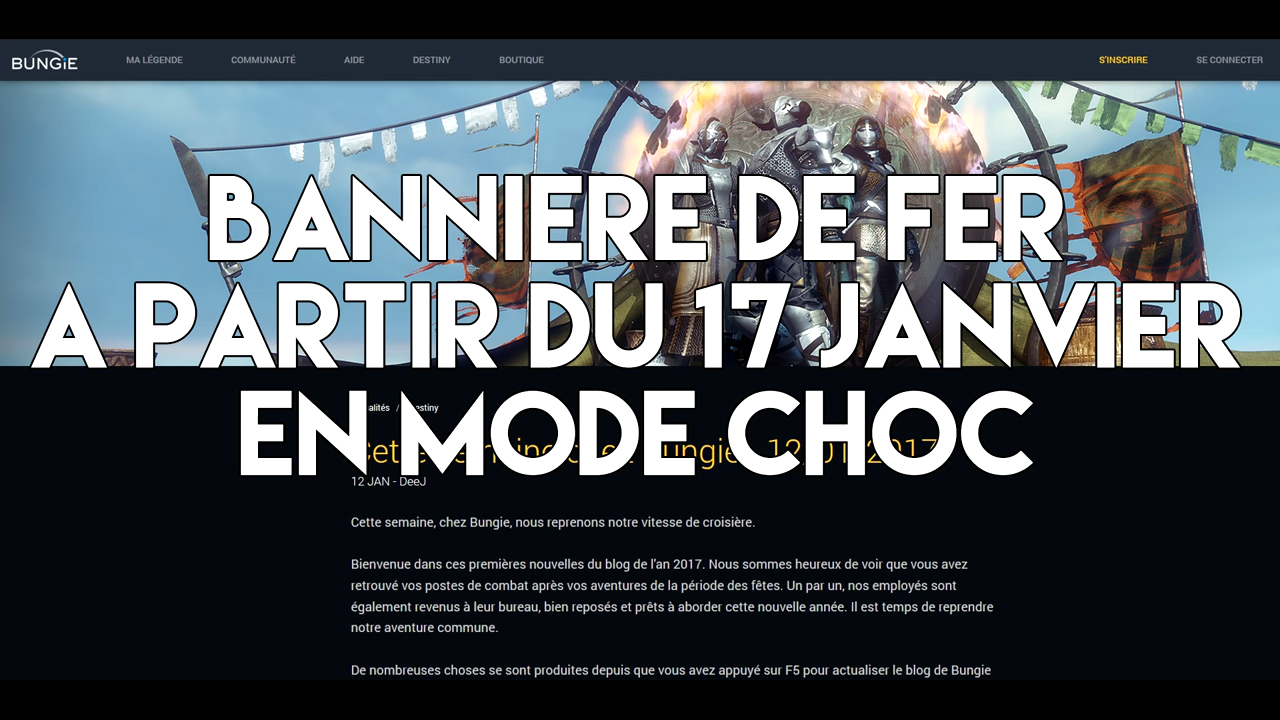 BUNGiE
MA LÉGENDE COMMUNAUTÉ AIDE DESTINY BOUTIQUE S'INSCRIRE SE CONNECTER
BANNIERE DE FER
A PARTIR DU 17 JANVIER
EN MODE CHOC
12 JAN - DeeJ
Cette semaine, chez Bungie, nous reprenons notre vitesse de croisière.
Bienvenue dans ces premières nouvelles du blog de l'an 2017. Nous sommes heureux de voir que vous avez
retrouvé vos postes de combat après vos aventures de la période des fêtes. Un par un, nos employés sont
également revenus à leur bureau, bien reposés et prêts à aborder cette nouvelle année. Il est temps de reprendre
notre aventure commune.
De nombreuses choses se sont produites depuis que vous avez appuyé sur F5 pour actualiser le blog de Bungie